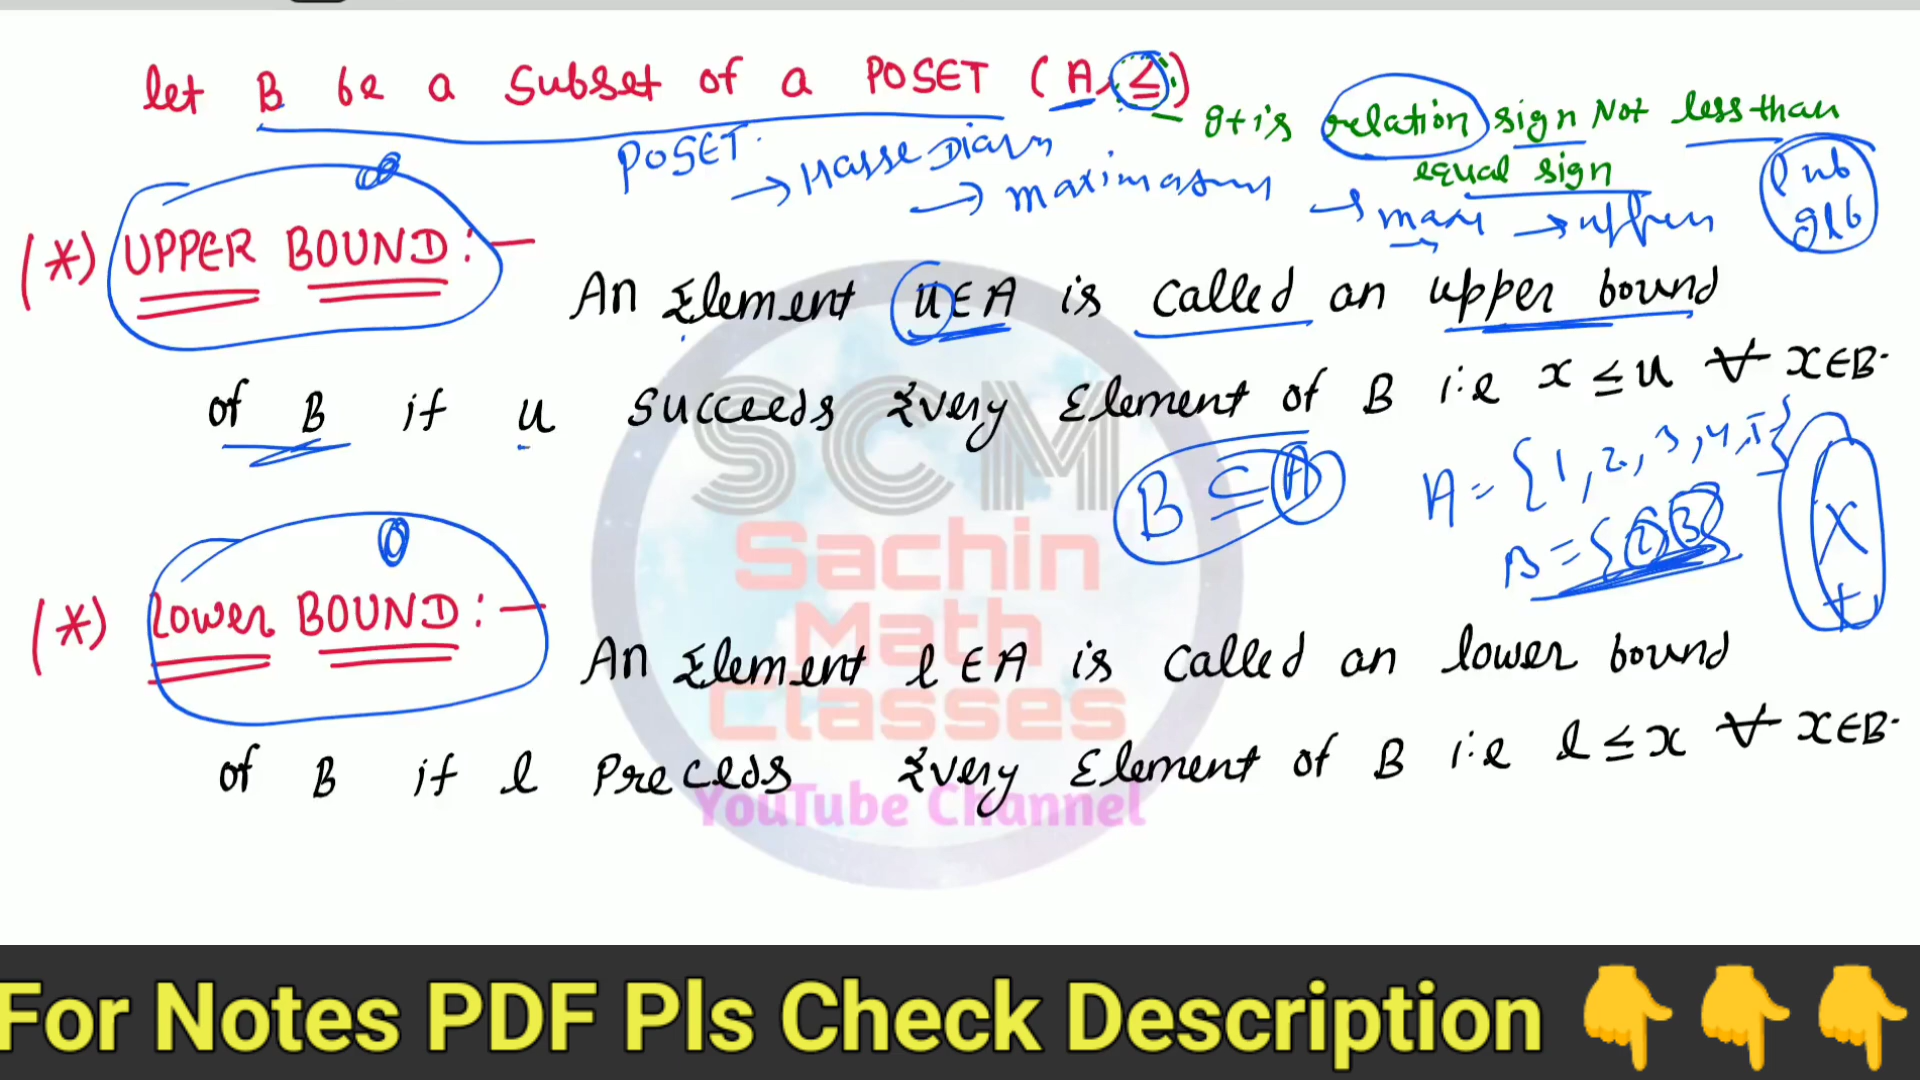 let B be a Subset of a POSET (A, ≤)
It is relation sign Not less than
equal sign
POSET.
→ Hasse Diam
→
→ max → upper
lub
glb
(*) UPPER BOUND :-
An Element u∈A is called an upper bound
of B if u Succeeds Every Element of B i:e x ≤ u ∀ x∈B.
B ⊆ A
A = {1, 2, 3, 4, 5}
B = {2, 3}
SCM
Sachin
Math
Classes
YouTube Channel
(*) Lower BOUND :-
An Element l∈A is called an lower bound
of B if l Preceds Every Element of B i:e l ≤ x ∀ x∈B.
For Notes PDF Pls Check Description 👇👇👇